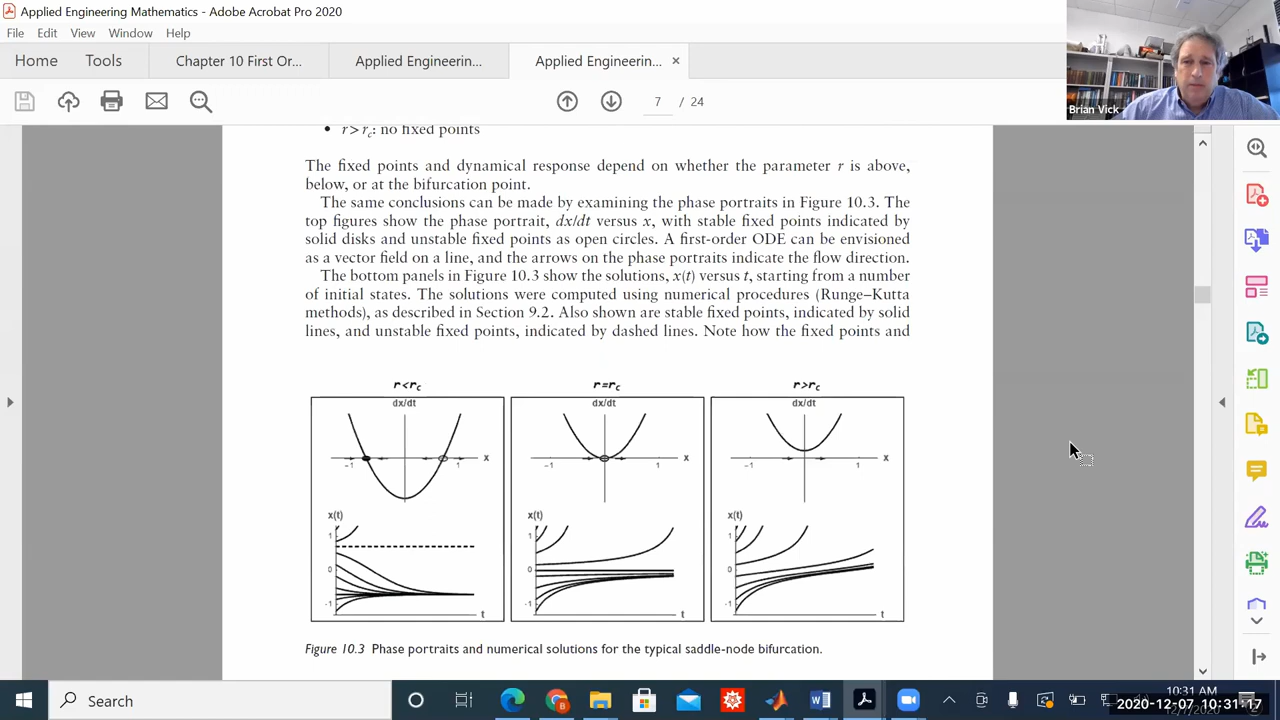 Applied Engineering Mathematics - Adobe Acrobat Pro 2020
File Edit View Window Help
Home Tools Chapter 10 First Or... Applied Engineerin... Applied Engineerin... ×
7 / 24
Brian Vick
• r > rc: no fixed points
The fixed points and dynamical response depend on whether the parameter r is above,
below, or at the bifurcation point.
The same conclusions can be made by examining the phase portraits in Figure 10.3. The
top figures show the phase portrait, dx/dt versus x, with stable fixed points indicated by
solid disks and unstable fixed points as open circles. A first-order ODE can be envisioned
as a vector field on a line, and the arrows on the phase portraits indicate the flow direction.
The bottom panels in Figure 10.3 show the solutions, x(t) versus t, starting from a number
of initial states. The solutions were computed using numerical procedures (Runge–Kutta
methods), as described in Section 9.2. Also shown are stable fixed points, indicated by solid
lines, and unstable fixed points, indicated by dashed lines. Note how the fixed points and
r<rc r=rc r>rc
dx/dt dx/dt dx/dt
x x x
-1 1 -1 1 -1 1
x(t) x(t) x(t)
1 1 1
0 0 0
-1 -1 -1
t t t
Figure 10.3 Phase portraits and numerical solutions for the typical saddle-node bifurcation.
Search
10:31 AM
2020-12-07 10:31:17